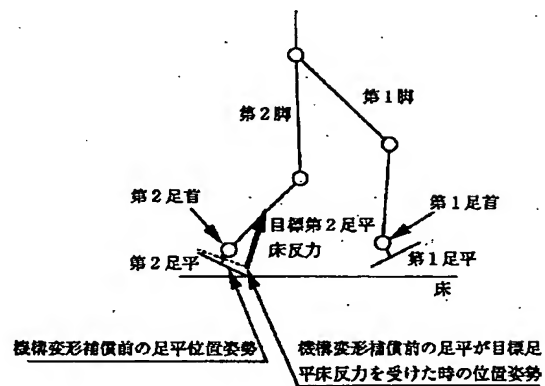 第1脚
第2脚
第2足首
目標第2足平
床反力
第1足首
第2足平
第1足平
床
機構変形補償前の足平位置姿勢
機構変形補償前の足平が目標足
平床反力を受けた時の位置姿勢